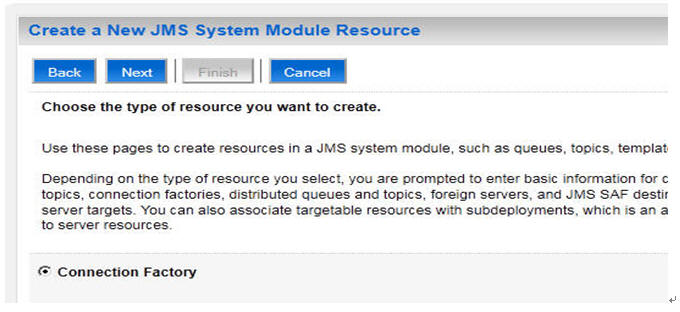 Create a New JMS System Module Resource
Back Next Finish Cancel
Choose the type of resource you want to create.
Use these pages to create resources in a JMS system module, such as queues, topics, templat
Depending on the type of resource you select, you are prompted to enter basic information for c
topics, connection factories, distributed queues and topics, foreign servers, and JMS SAF destin
server targets. You can also associate targetable resources with subdeployments, which is an a
to server resources.
Connection Factory